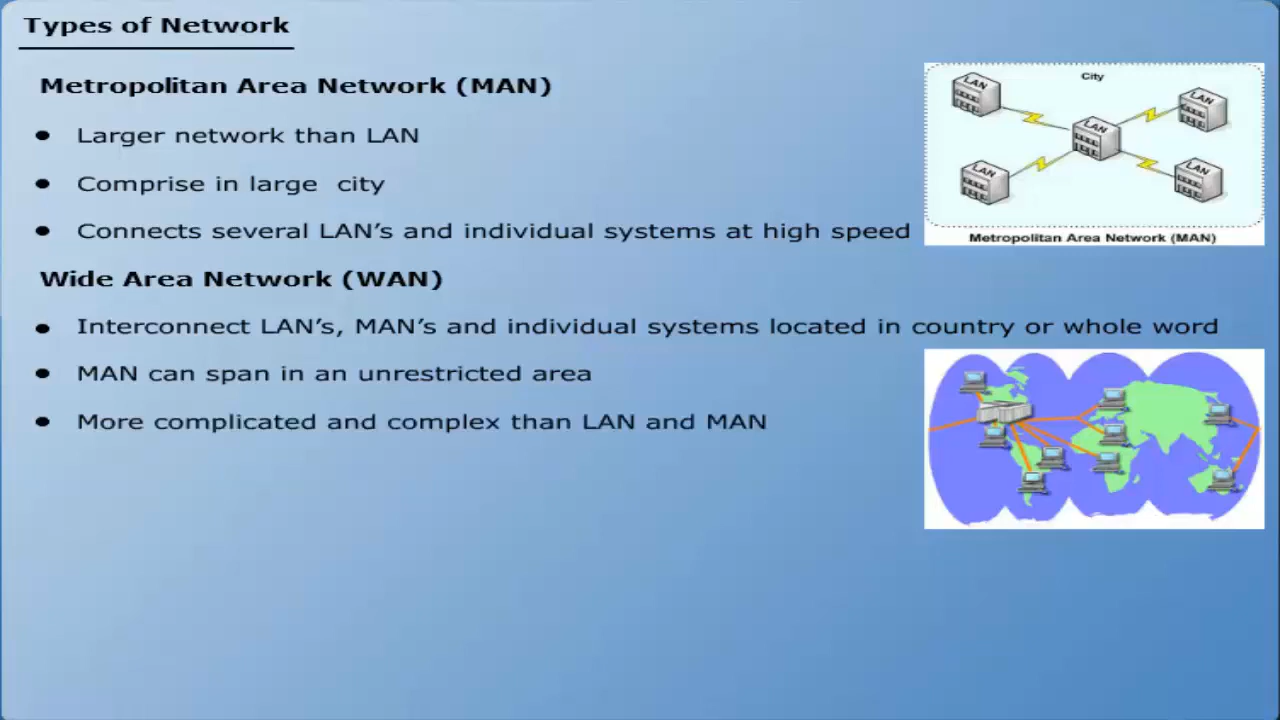 Types of Network
Metropolitan Area Network (MAN)
● Larger network than LAN
● Comprise in large city
● Connects several LAN’s and individual systems at high speed
City
LAN
LAN
LAN
LAN
LAN
Metropolitan Area Network (MAN)
Wide Area Network (WAN)
● Interconnect LAN’s, MAN’s and individual systems located in country or whole word
● MAN can span in an unrestricted area
● More complicated and complex than LAN and MAN